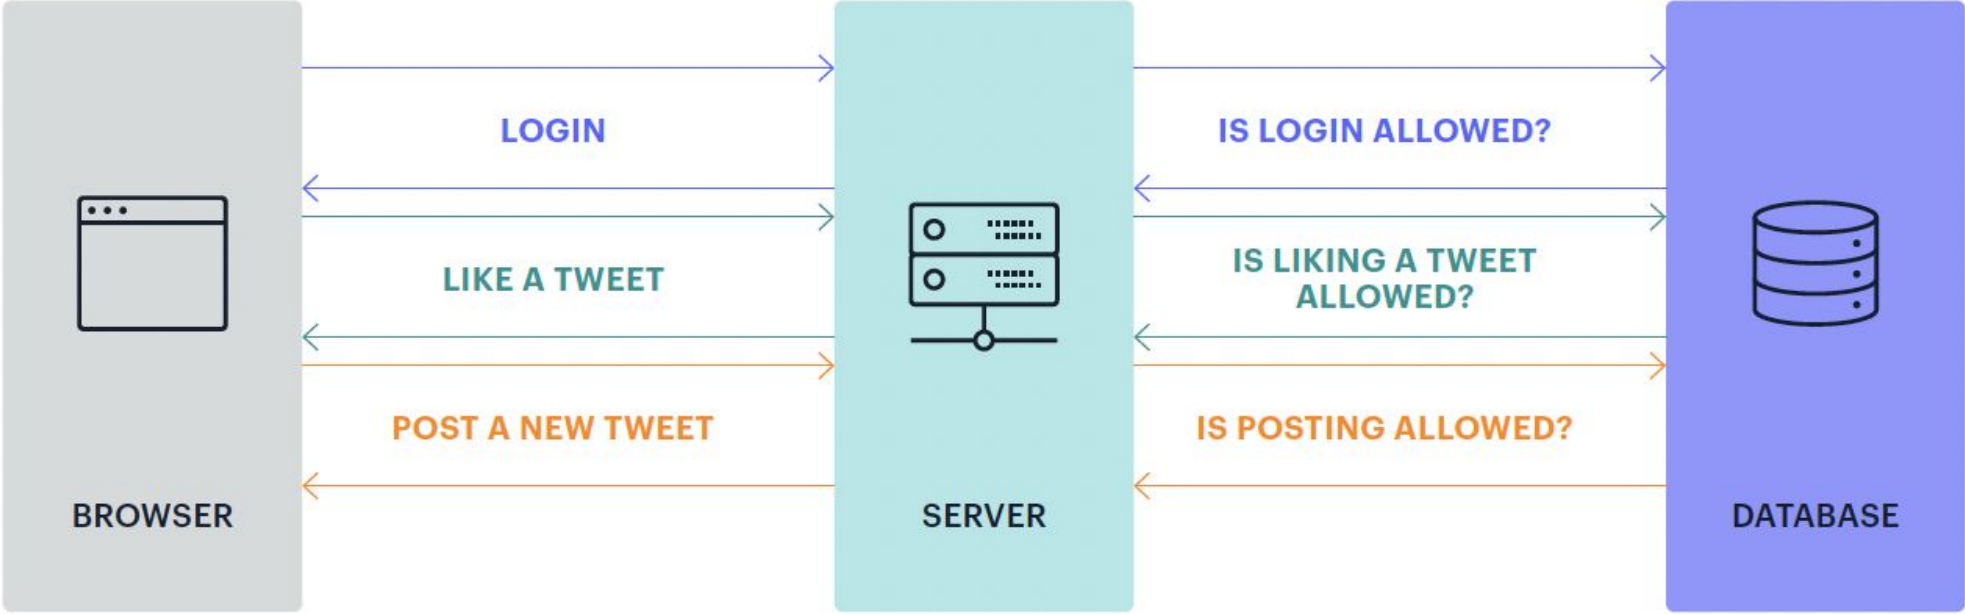 LOGIN
IS LOGIN ALLOWED?
LIKE A TWEET
IS LIKING A TWEET
ALLOWED?
POST A NEW TWEET
IS POSTING ALLOWED?
BROWSER
SERVER
DATABASE